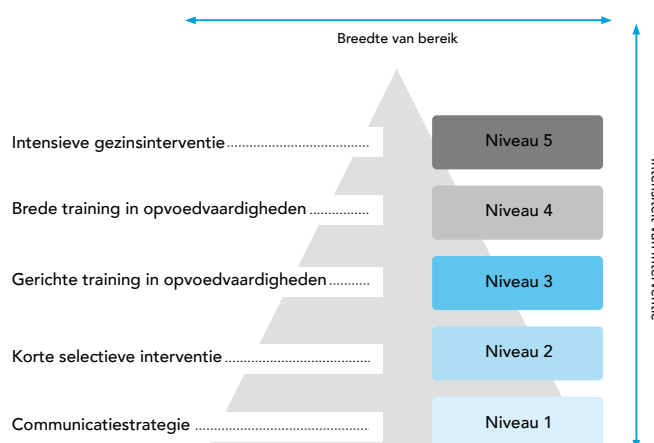 Breedte van bereik
Intensieve gezinsinterventie
Niveau 5
Brede training in opvoedvaardigheden
Niveau 4
Gerichte training in opvoedvaardigheden
Niveau 3
Korte selectieve interventie
Niveau 2
Communicatiestrategie
Niveau 1